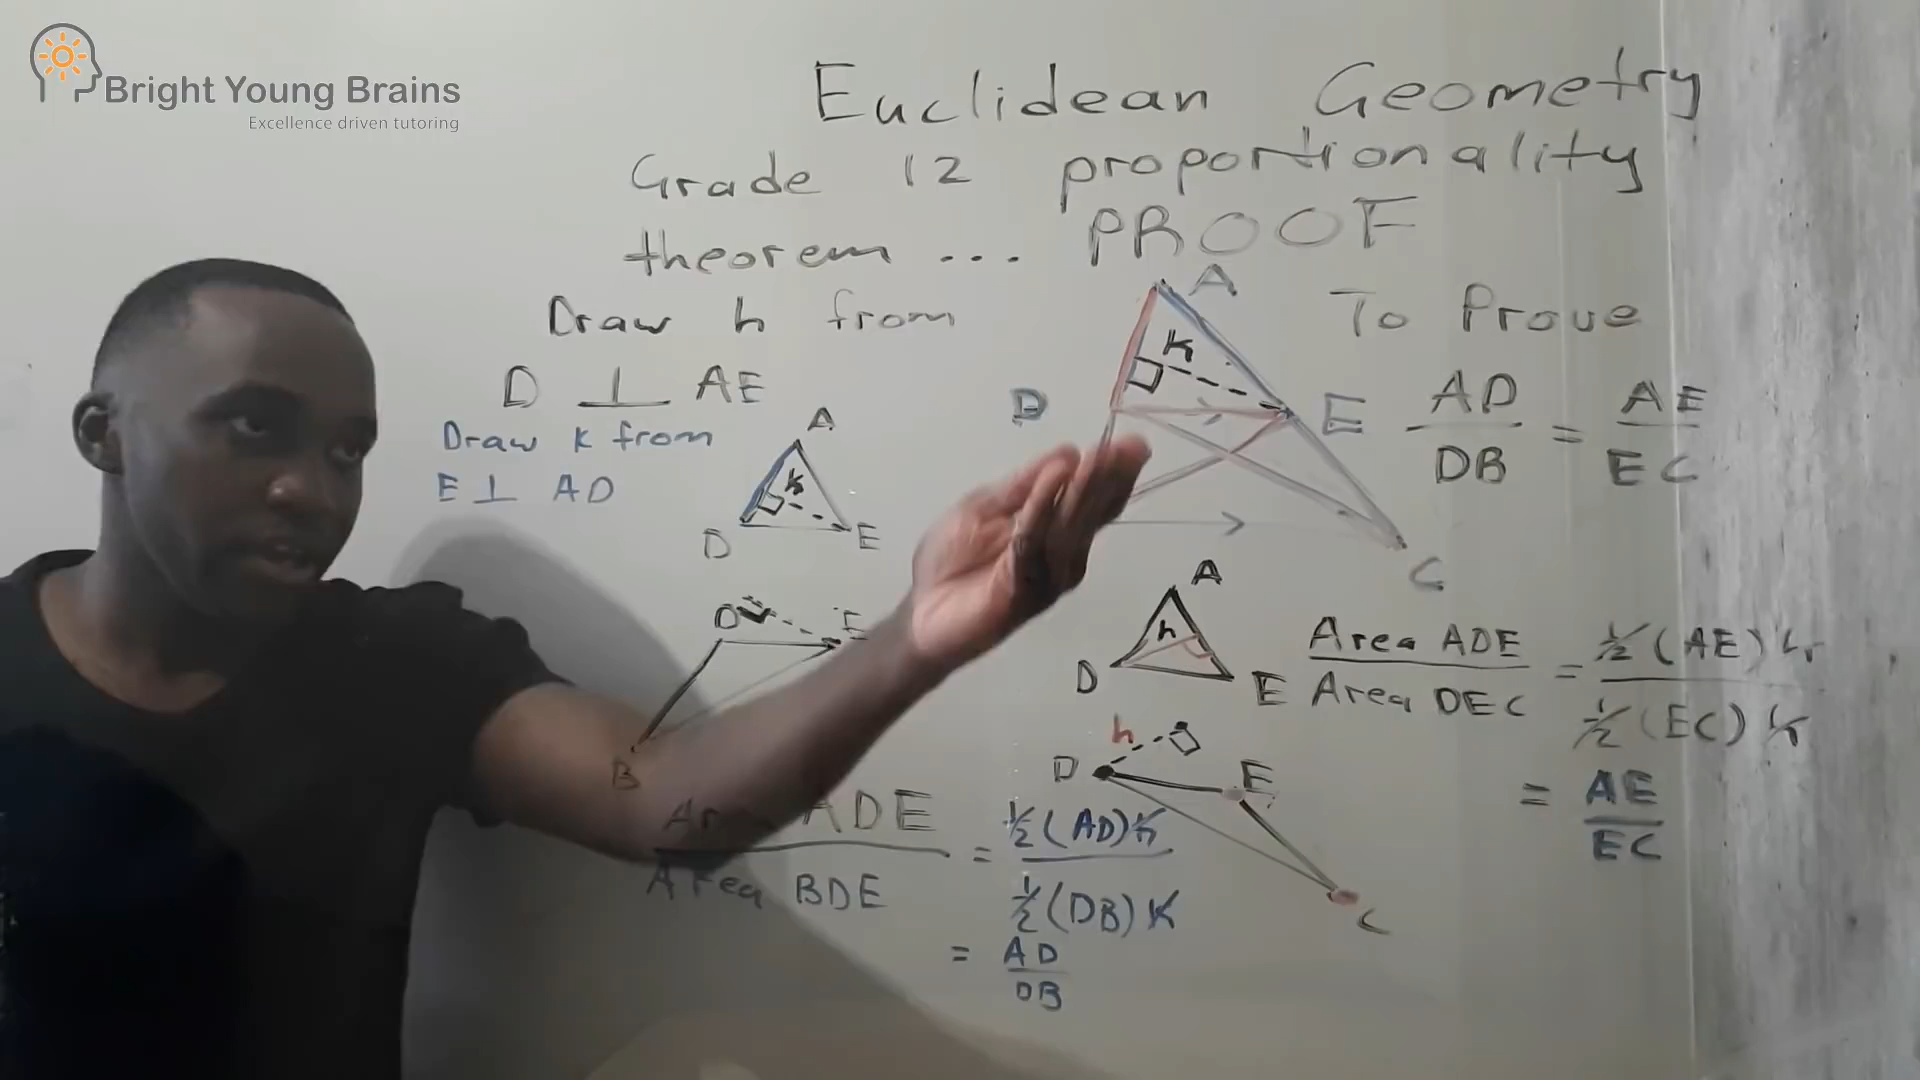 Bright Young Brains
Excellence driven tutoring
Euclidean Geometry
Grade 12 proportionality
theorem ... PROOF
Draw h from
D ⊥ AE
Draw k from
E ⊥ AD
A
k
D E
D E
B
A
k
D E
C
To Prove
AD/DB = AE/EC
A
h
D E
Area ADE/Area DEC = ½(AE)h/½(EC)h
= AE/EC
h
D E
C
ADE/Area BDE = ½(AD)k/½(DB)k
= AD/DB